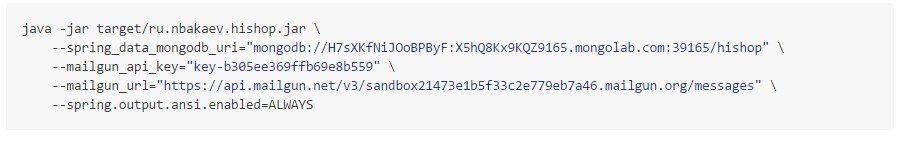 java -jar target/ru.nbakaev.hishop.jar \
--spring_data_mongodb_uri="mongodb://H7sXKfNiJOoBPByF:X5hQ8Kx9KQZ9165.mongolab.com:39165/hishop" \
--mailgun_api_key="key-b305ee369ffb69e8b559" \
--mailgun_url="https://api.mailgun.net/v3/sandbox21473e1b5f33c2e779eb7a46.mailgun.org/messages" \
--spring.output.ansi.enabled=ALWAYS